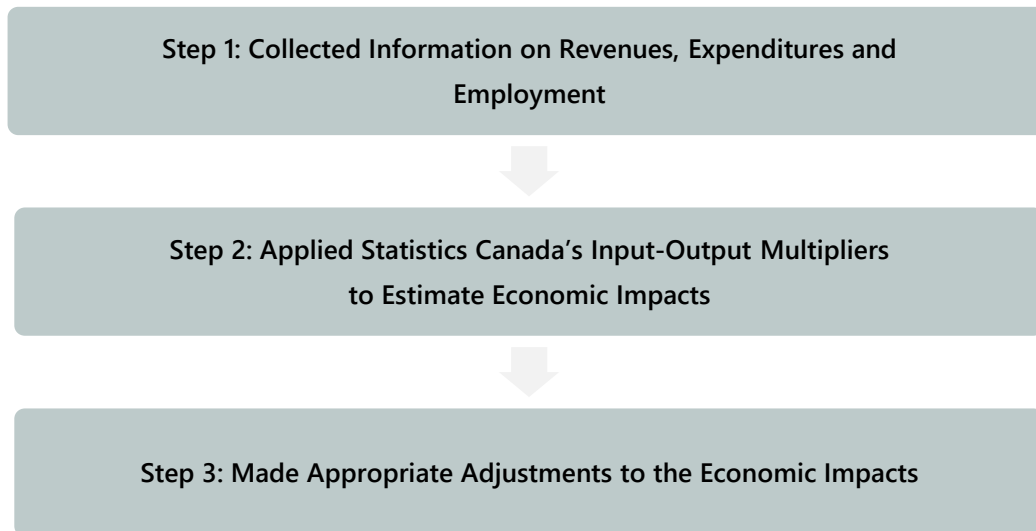 Step 1: Collected Information on Revenues, Expenditures and
Employment
Step 2: Applied Statistics Canada’s Input-Output Multipliers
to Estimate Economic Impacts
Step 3: Made Appropriate Adjustments to the Economic Impacts